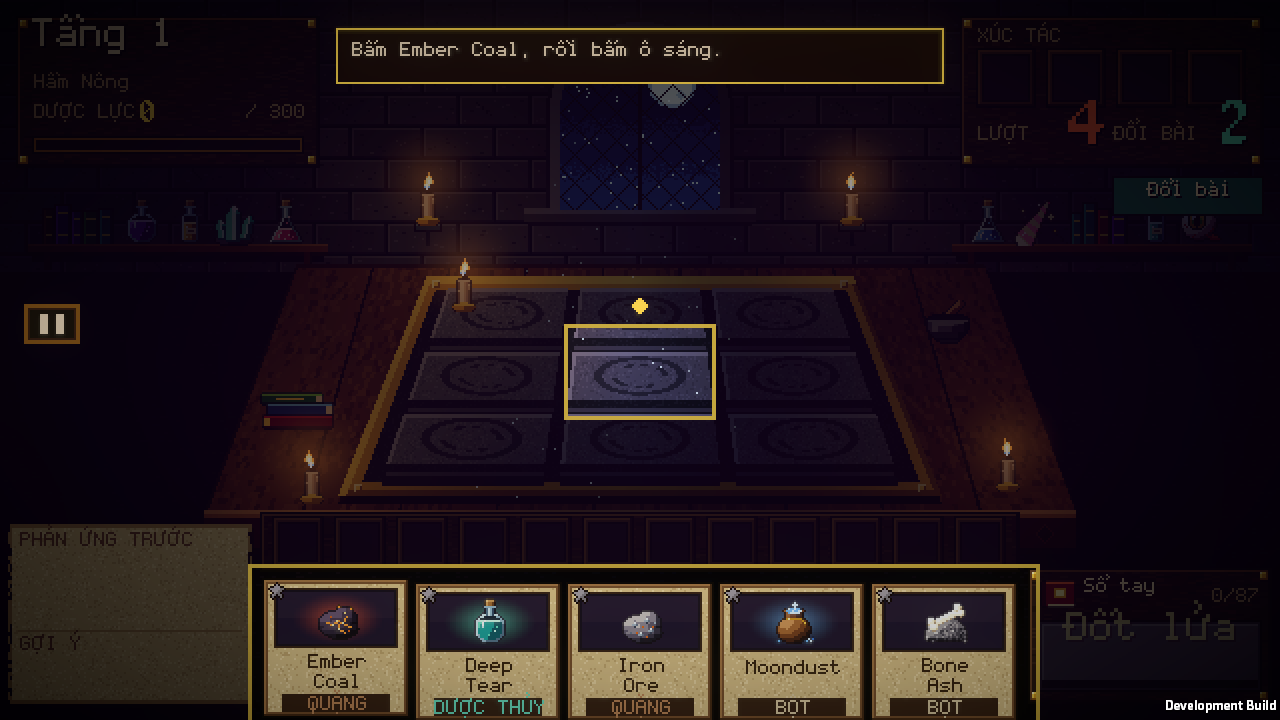 Tầng 1
Hầm Nông
DƯỢC LỰC 0 / 300
Bấm Ember Coal, rồi bấm ô sáng.
XÚC TÁC
LƯỢT 4 ĐỔI BÀI 2
Đổi bài
PHẢN ỨNG TRƯỚC
GỢI Ý
Ember
Coal
QUẶNG
Deep
Tear
DƯỢC THỦY
Iron
Ore
QUẶNG
Moondust
BỘT
Bone
Ash
BỘT
Sổ tay 0/87
Đốt lửa
Development Build